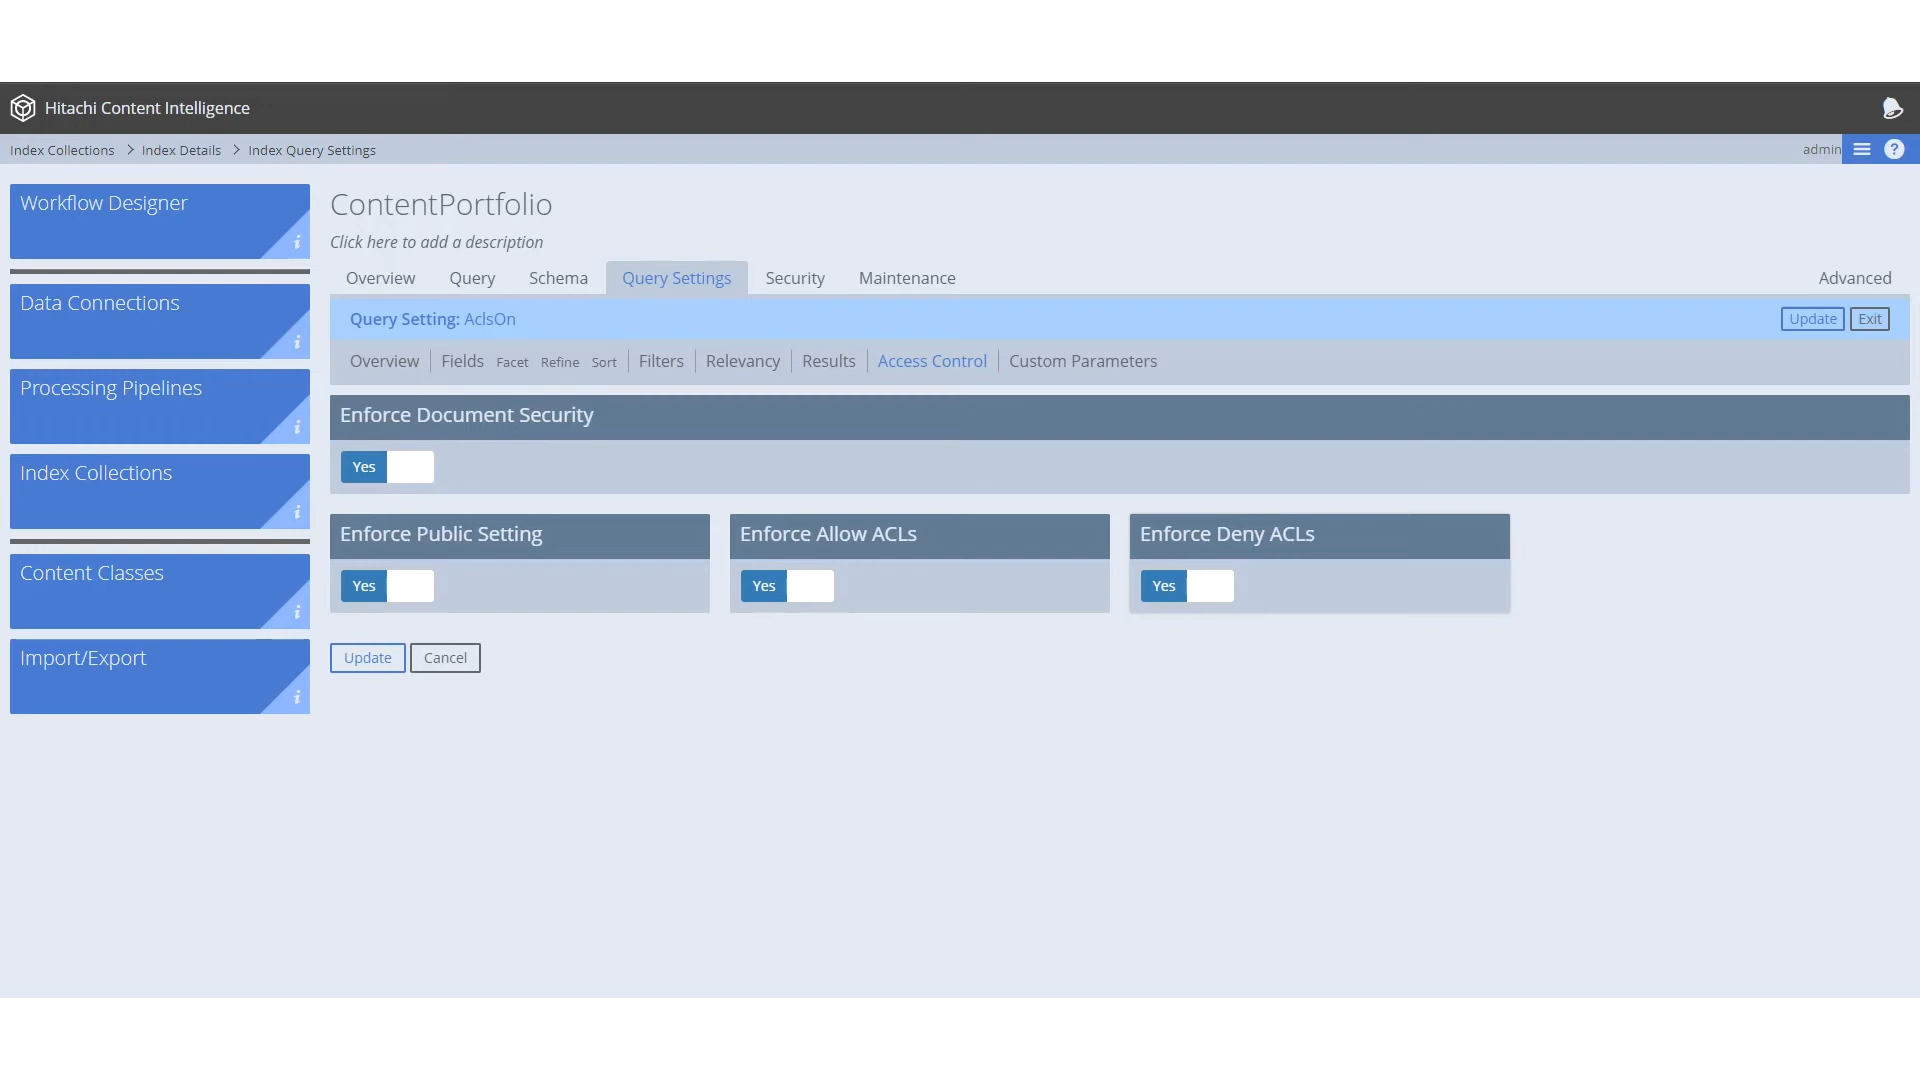 Hitachi Content Intelligence
Index Collections > Index Details > Index Query Settings
admin
?
Workflow Designer
i
Data Connections
i
Processing Pipelines
i
Index Collections
i
Content Classes
i
Import/Export
i
ContentPortfolio
Click here to add a description
Overview Query Schema Query Settings Security Maintenance Advanced
Query Setting: AclsOn Update Exit
Overview Fields Facet Refine Sort Filters Relevancy Results Access Control Custom Parameters
Enforce Document Security
Yes
Enforce Public Setting
Yes
Enforce Allow ACLs
Yes
Enforce Deny ACLs
Yes
Update Cancel